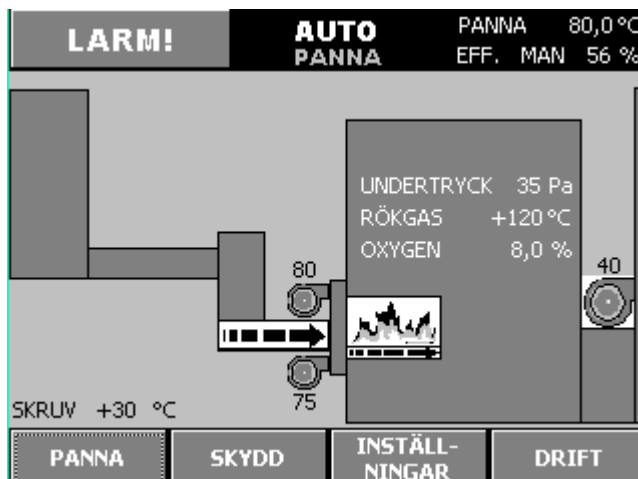 LARM!
AUTO
PANNA
PANNA 80,0 °C
EFF. MAN 56 %
UNDERTRYCK 35 Pa
RÖKGAS +120 °C
OXYGEN 8,0 %
80
40
75
SKRUV +30 °C
PANNA
SKYDD
INSTÄLL-
NINGAR
DRIFT